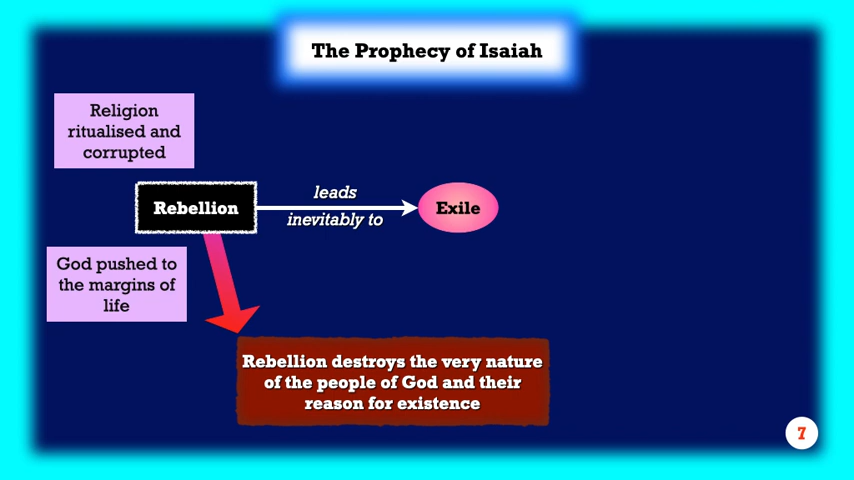 The Prophecy of Isaiah
Religion
ritualised and
corrupted
Rebellion
leads
inevitably to
Exile
God pushed to
the margins of
life
Rebellion destroys the very nature
of the people of God and their
reason for existence
7